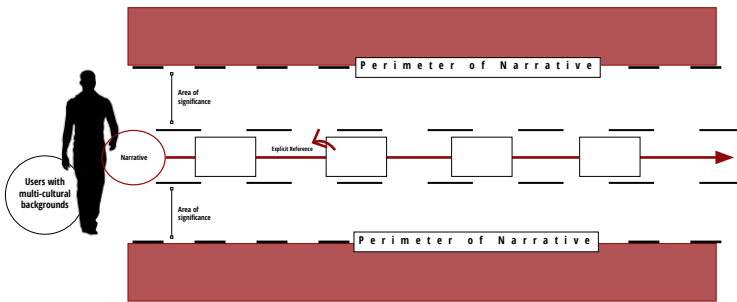 Perimeter of Narrative
Area of
significance
Explicit Reference
Narrative
Users with
multi-cultural
backgrounds
Area of
significance
Perimeter of Narrative